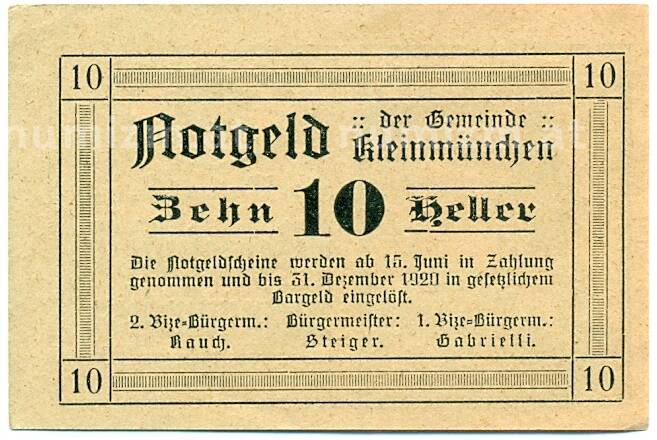 10 10
Notgeld :: der Gemeinde ::
Kleinmünchen
Zehn 10 Heller
Die Notgeldscheine werden ab 15. Juni in Zahlung
genommen und bis 31. Dezember 1920 in gesetzlichem
Bargeld eingelöst.
2. Vize=Bürgerm.: Bürgermeister: 1. Vize=Bürgerm.:
Rauch. Steiger. Gabrielli.
10 10